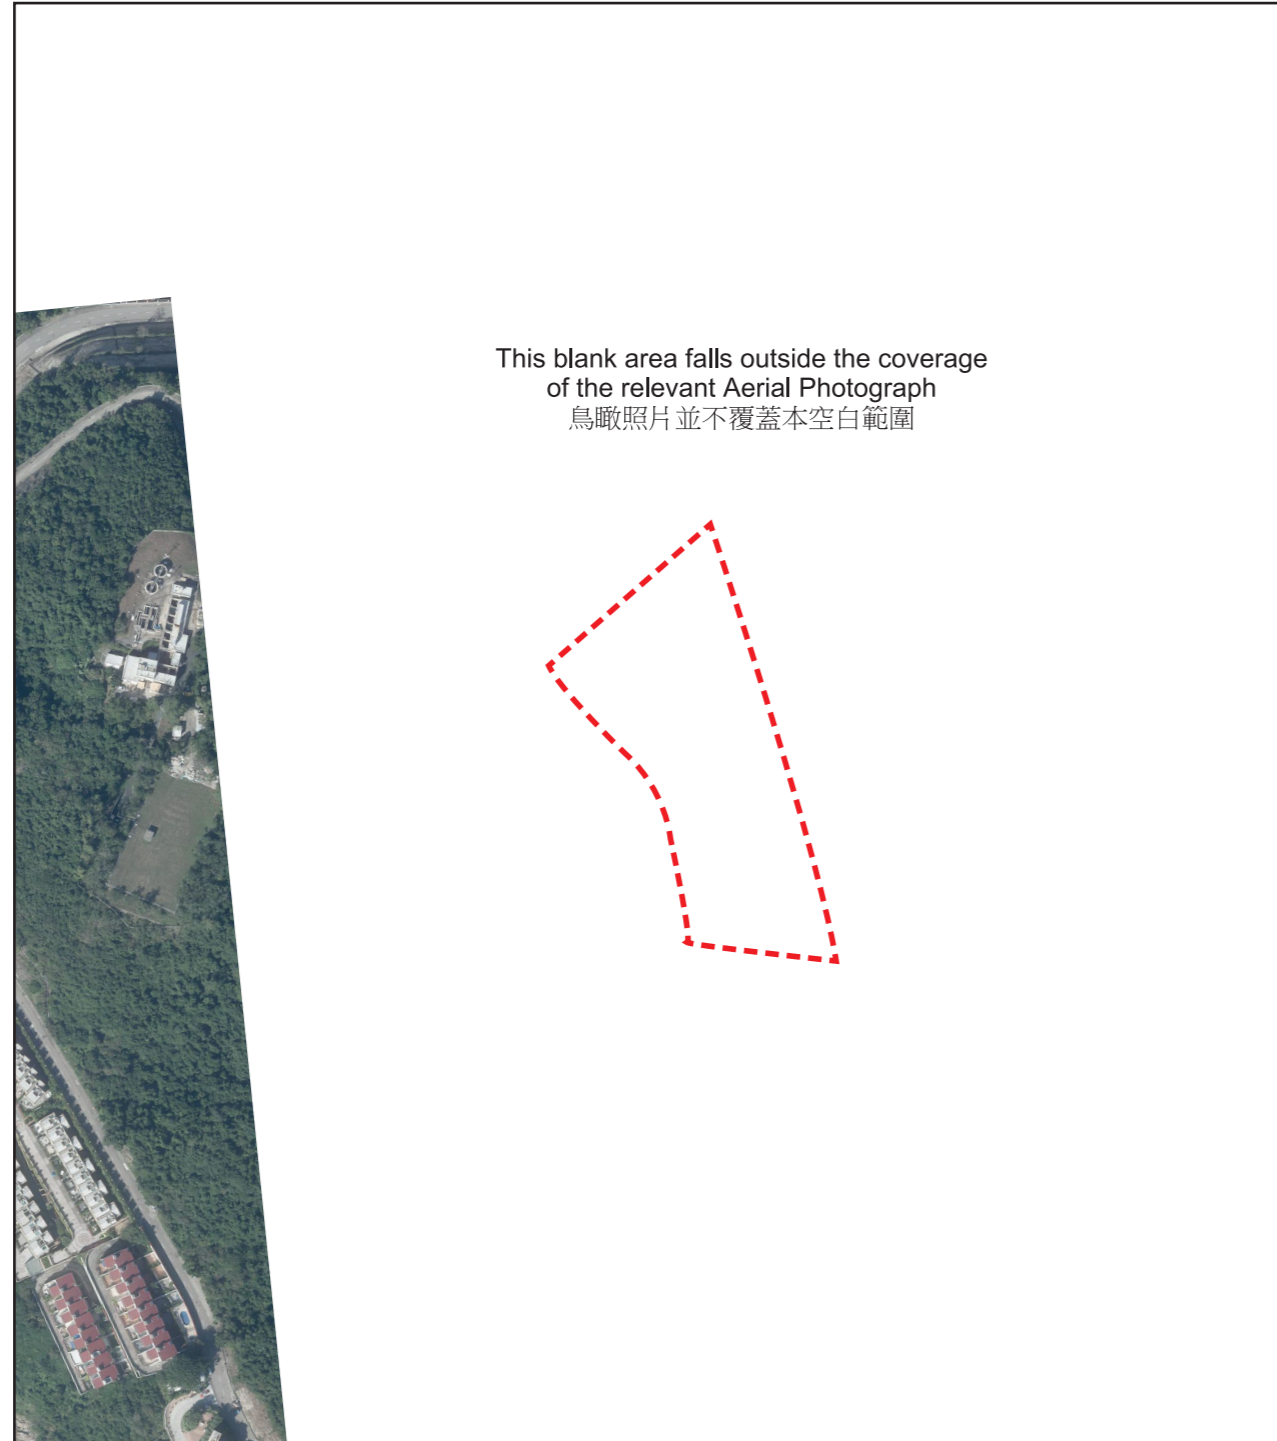 This blank area falls outside the coverage
of the relevant Aerial Photograph
鳥瞰照片並不覆蓋本空白範圍